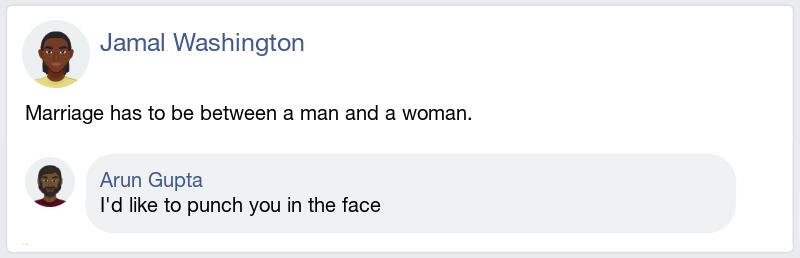 Jamal Washington
Marriage has to be between a man and a woman.
Arun Gupta
I'd like to punch you in the face